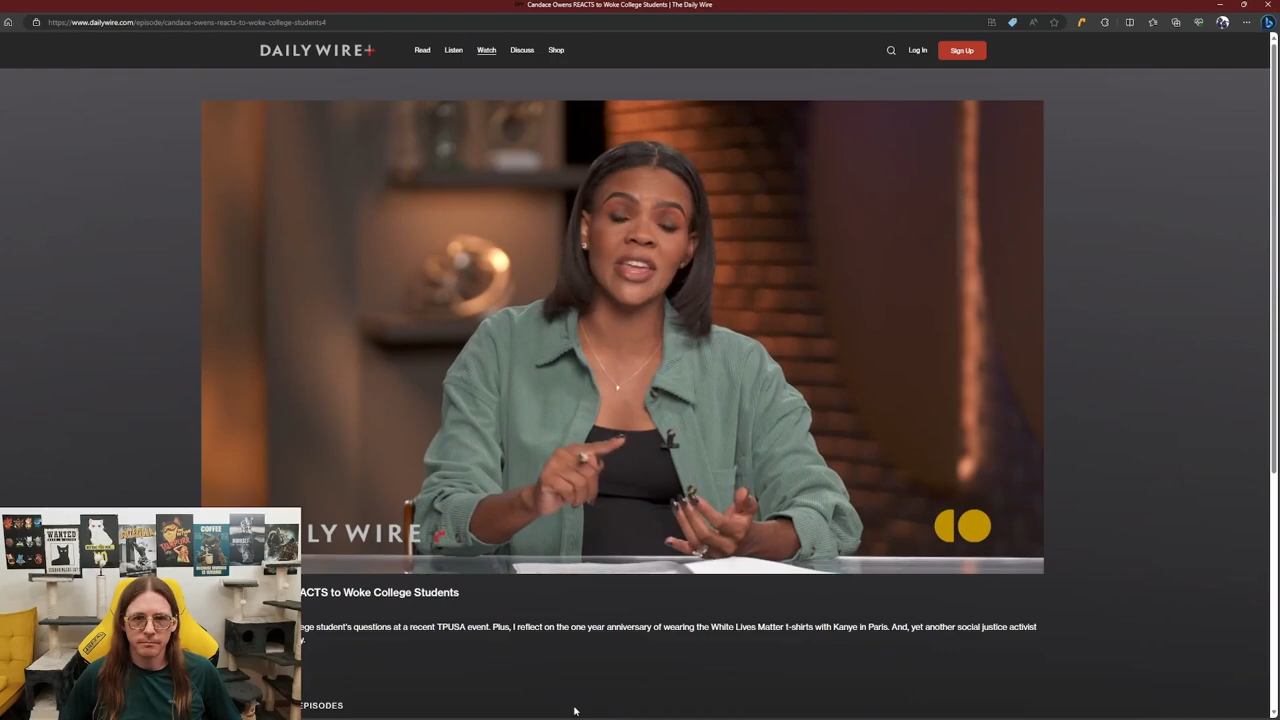 Candace Owens REACTS to Woke College Students | The Daily Wire
https://www.dailywire.com/episode/candace-owens-reacts-to-woke-college-students4
DAILYWIRE+
Read Listen Watch Discuss Shop
Log In Sign Up
LY WIRE
WANTED
COFFEE
ACTS to Woke College Students
ege student's questions at a recent TPUSA event. Plus, I reflect on the one year anniversary of wearing the White Lives Matter t-shirts with Kanye in Paris. And, yet another social justice activist
EPISODES